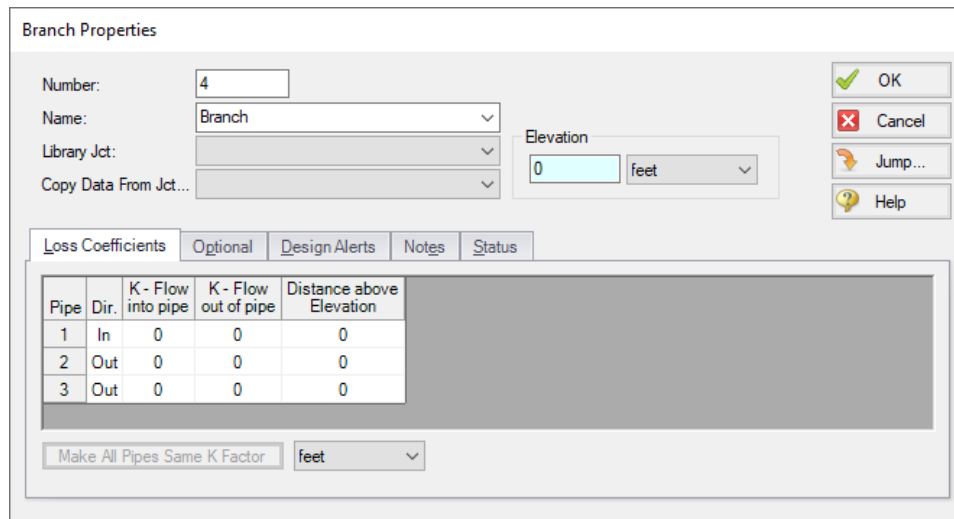 Branch Properties
Number: 4
Name: Branch
Library Jct:
Copy Data From Jct...
Elevation
0 feet
OK
Cancel
Jump...
Help
Loss Coefficients Optional Design Alerts Notes Status
Pipe Dir. K - Flow into pipe K - Flow out of pipe Distance above Elevation
1 In 0 0 0
2 Out 0 0 0
3 Out 0 0 0
Make All Pipes Same K Factor feet